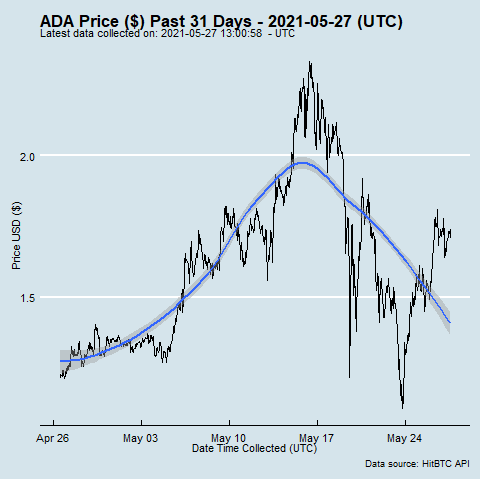 ADA Price ($) Past 31 Days - 2021-05-27 (UTC)
Latest data collected on: 2021-05-27 13:00:58  - UTC
2.0
1.5
Price USD ($)
Apr 26 May 03 May 10 May 17 May 24
Date Time Collected (UTC)
Data source: HitBTC API